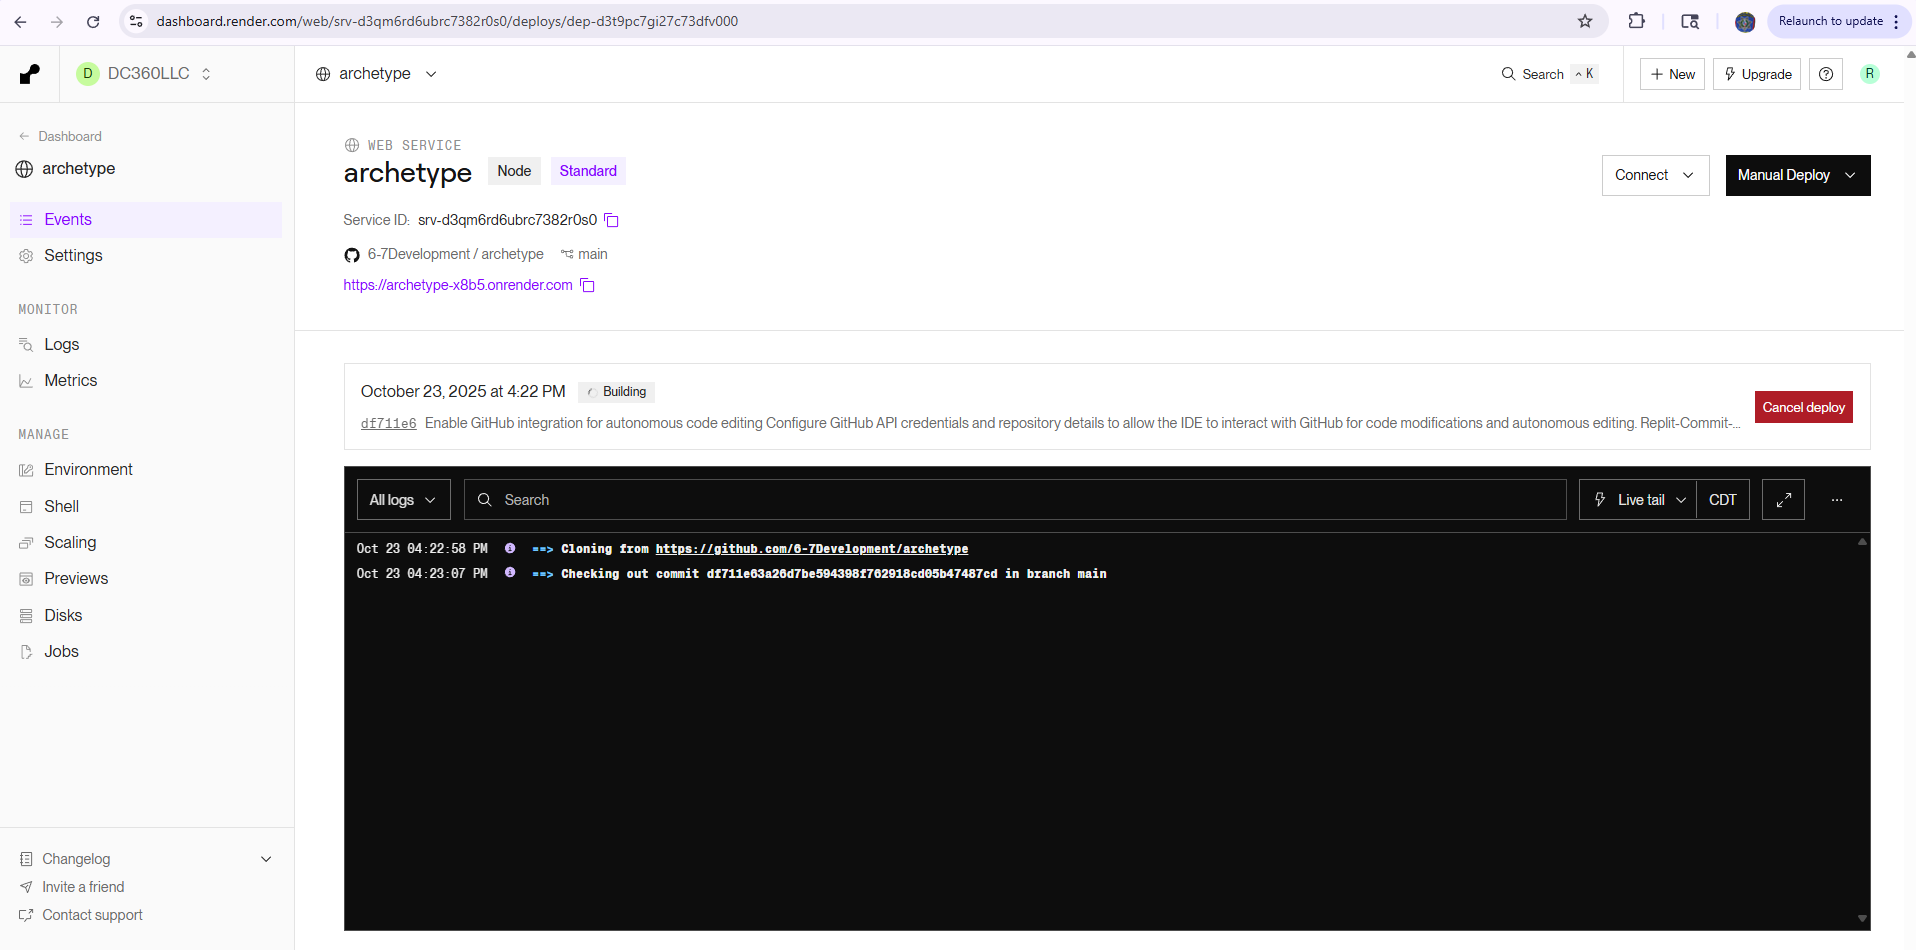 dashboard.render.com/web/srv-d3qm6rd6ubrc7382r0s0/deploys/dep-d3t9pc7gi27c73dfv000
Relaunch to update
D DC360LLC
archetype
Search ^ K
+ New
Upgrade
R
Dashboard
archetype
Events
Settings
MONITOR
Logs
Metrics
MANAGE
Environment
Shell
Scaling
Previews
Disks
Jobs
Changelog
Invite a friend
Contact support
WEB SERVICE
archetype Node Standard
Connect
Manual Deploy
Service ID: srv-d3qm6rd6ubrc7382r0s0
6-7Development / archetype main
https://archetype-x8b5.onrender.com
October 23, 2025 at 4:22 PM Building
df711e6 Enable GitHub integration for autonomous code editing Configure GitHub API credentials and repository details to allow the IDE to interact with GitHub for code modifications and autonomous editing. Replit-Commit-...
Cancel deploy
All logs
Search
Live tail
CDT
...
Oct 23 04:22:58 PM ==> Cloning from https://github.com/6-7Development/archetype
Oct 23 04:23:07 PM ==> Checking out commit df711e63a26d7be594398f762918cd05b47487cd in branch main